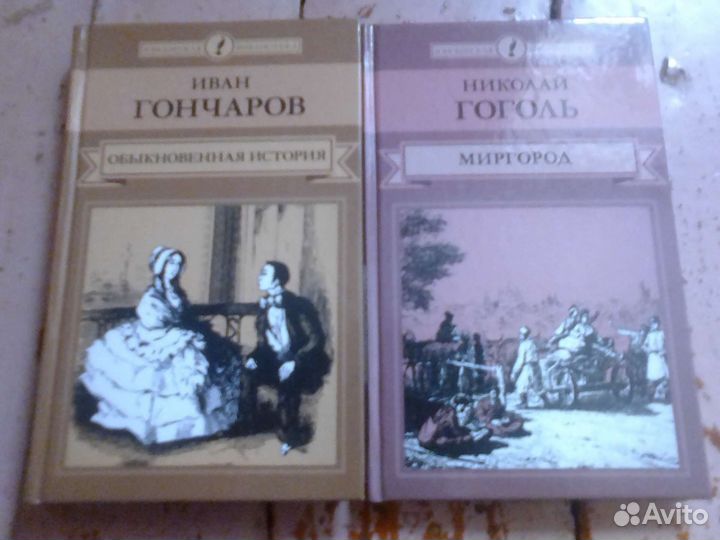 ИВАН
ГОНЧАРОВ
ОБЫКНОВЕННАЯ ИСТОРИЯ
НИКОЛАЙ
ГОГОЛЬ
МИРГОРОД
Avito